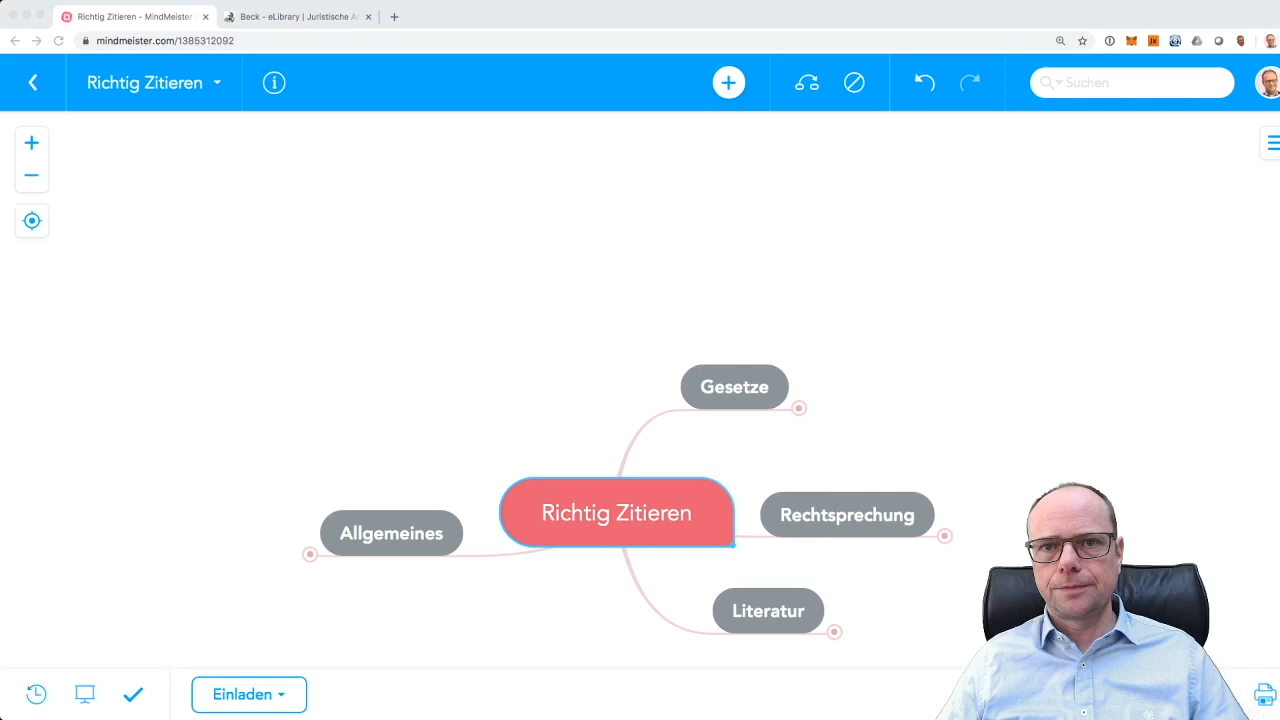 Richtig Zitieren - MindMeister
Beck - eLibrary | Juristische A
mindmeister.com/1385312092
Richtig Zitieren
Suchen
Gesetze
Richtig Zitieren
Rechtsprechung
Allgemeines
Literatur
Einladen